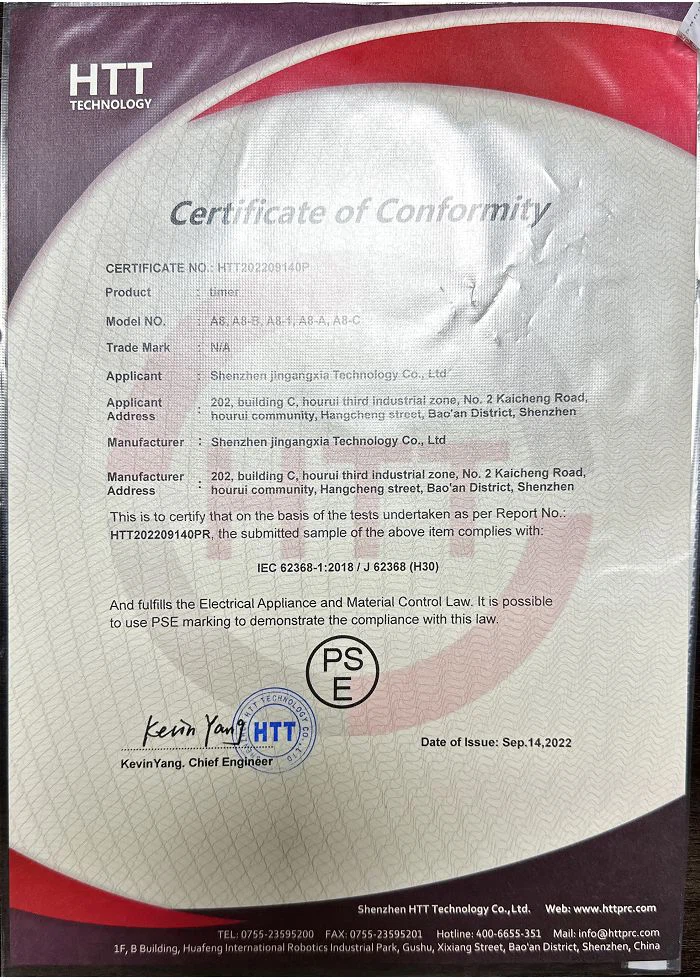 HTT
TECHNOLOGY
Certificate of Conformity
CERTIFICATE NO.: HTT202209140P
Product : timer
Model NO. : A8, A8-B, A8-1, A8-A, A8-C
Trade Mark : N/A
Applicant : Shenzhen jingangxia Technology Co., Ltd
Applicant Address : 202, building C, hourui third industrial zone, No. 2 Kaicheng Road,
hourui community, Hangcheng street, Bao'an District, Shenzhen
Manufacturer : Shenzhen jingangxia Technology Co., Ltd
Manufacturer Address : 202, building C, hourui third industrial zone, No. 2 Kaicheng Road,
hourui community, Hangcheng street, Bao'an District, Shenzhen
This is to certify that on the basis of the tests undertaken as per Report No.:
HTT202209140PR, the submitted sample of the above item complies with:
IEC 62368-1:2018 / J 62368 (H30)
And fulfills the Electrical Appliance and Material Control Law. It is possible
to use PSE marking to demonstrate the compliance with this law.
PS
E
Kevin Yang
HTT
HTT TECHNOLOGY CO., LTD
KevinYang. Chief Engineer
Date of Issue: Sep.14,2022
Shenzhen HTT Technology Co.,Ltd. Web: www.httprc.com
TEL: 0755-23595200 FAX: 0755-23595201 Hotline: 400-6655-351 Mail: info@httprc.com
1F, B Building, Huafeng International Robotics Industrial Park, Gushu, Xixiang Street, Bao'an District, Shenzhen, China